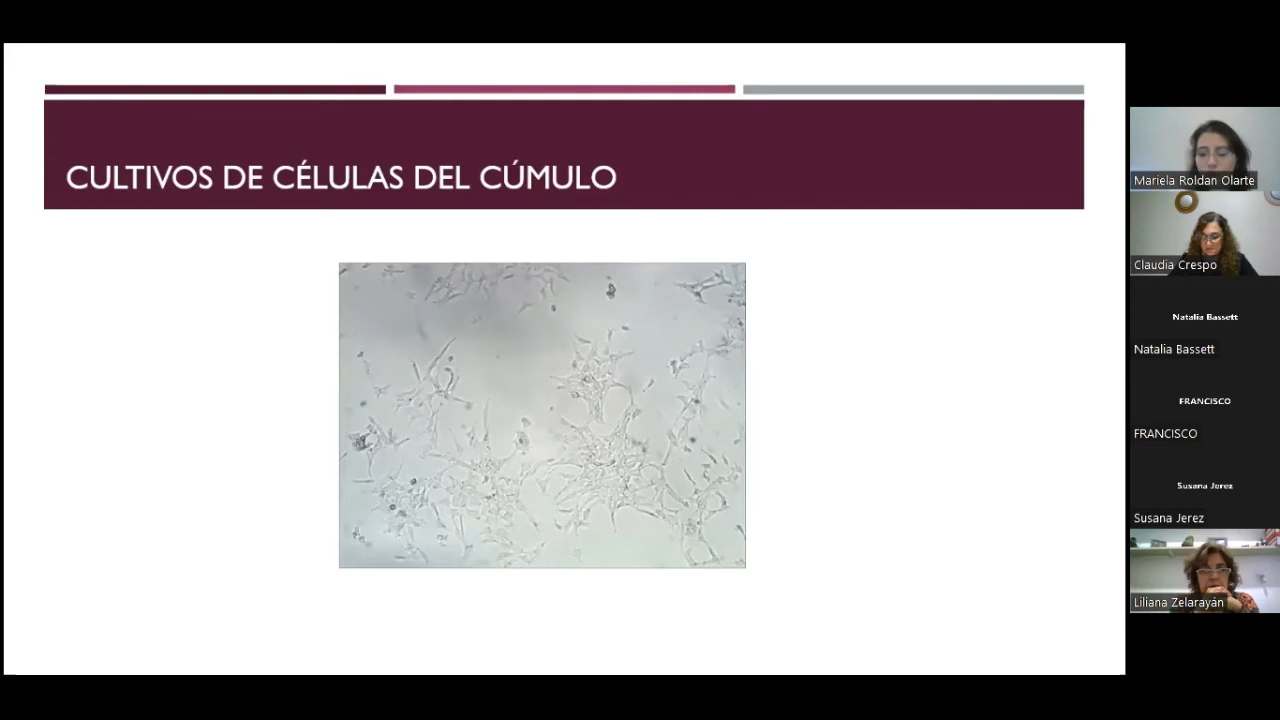 CULTIVOS DE CÉLULAS DEL CÚMULO
Mariela Roldan Olarte
Claudia Crespo
Natalia Bassett
Natalia Bassett
FRANCISCO
FRANCISCO
Susana Jerez
Susana Jerez
Liliana Zelarayán